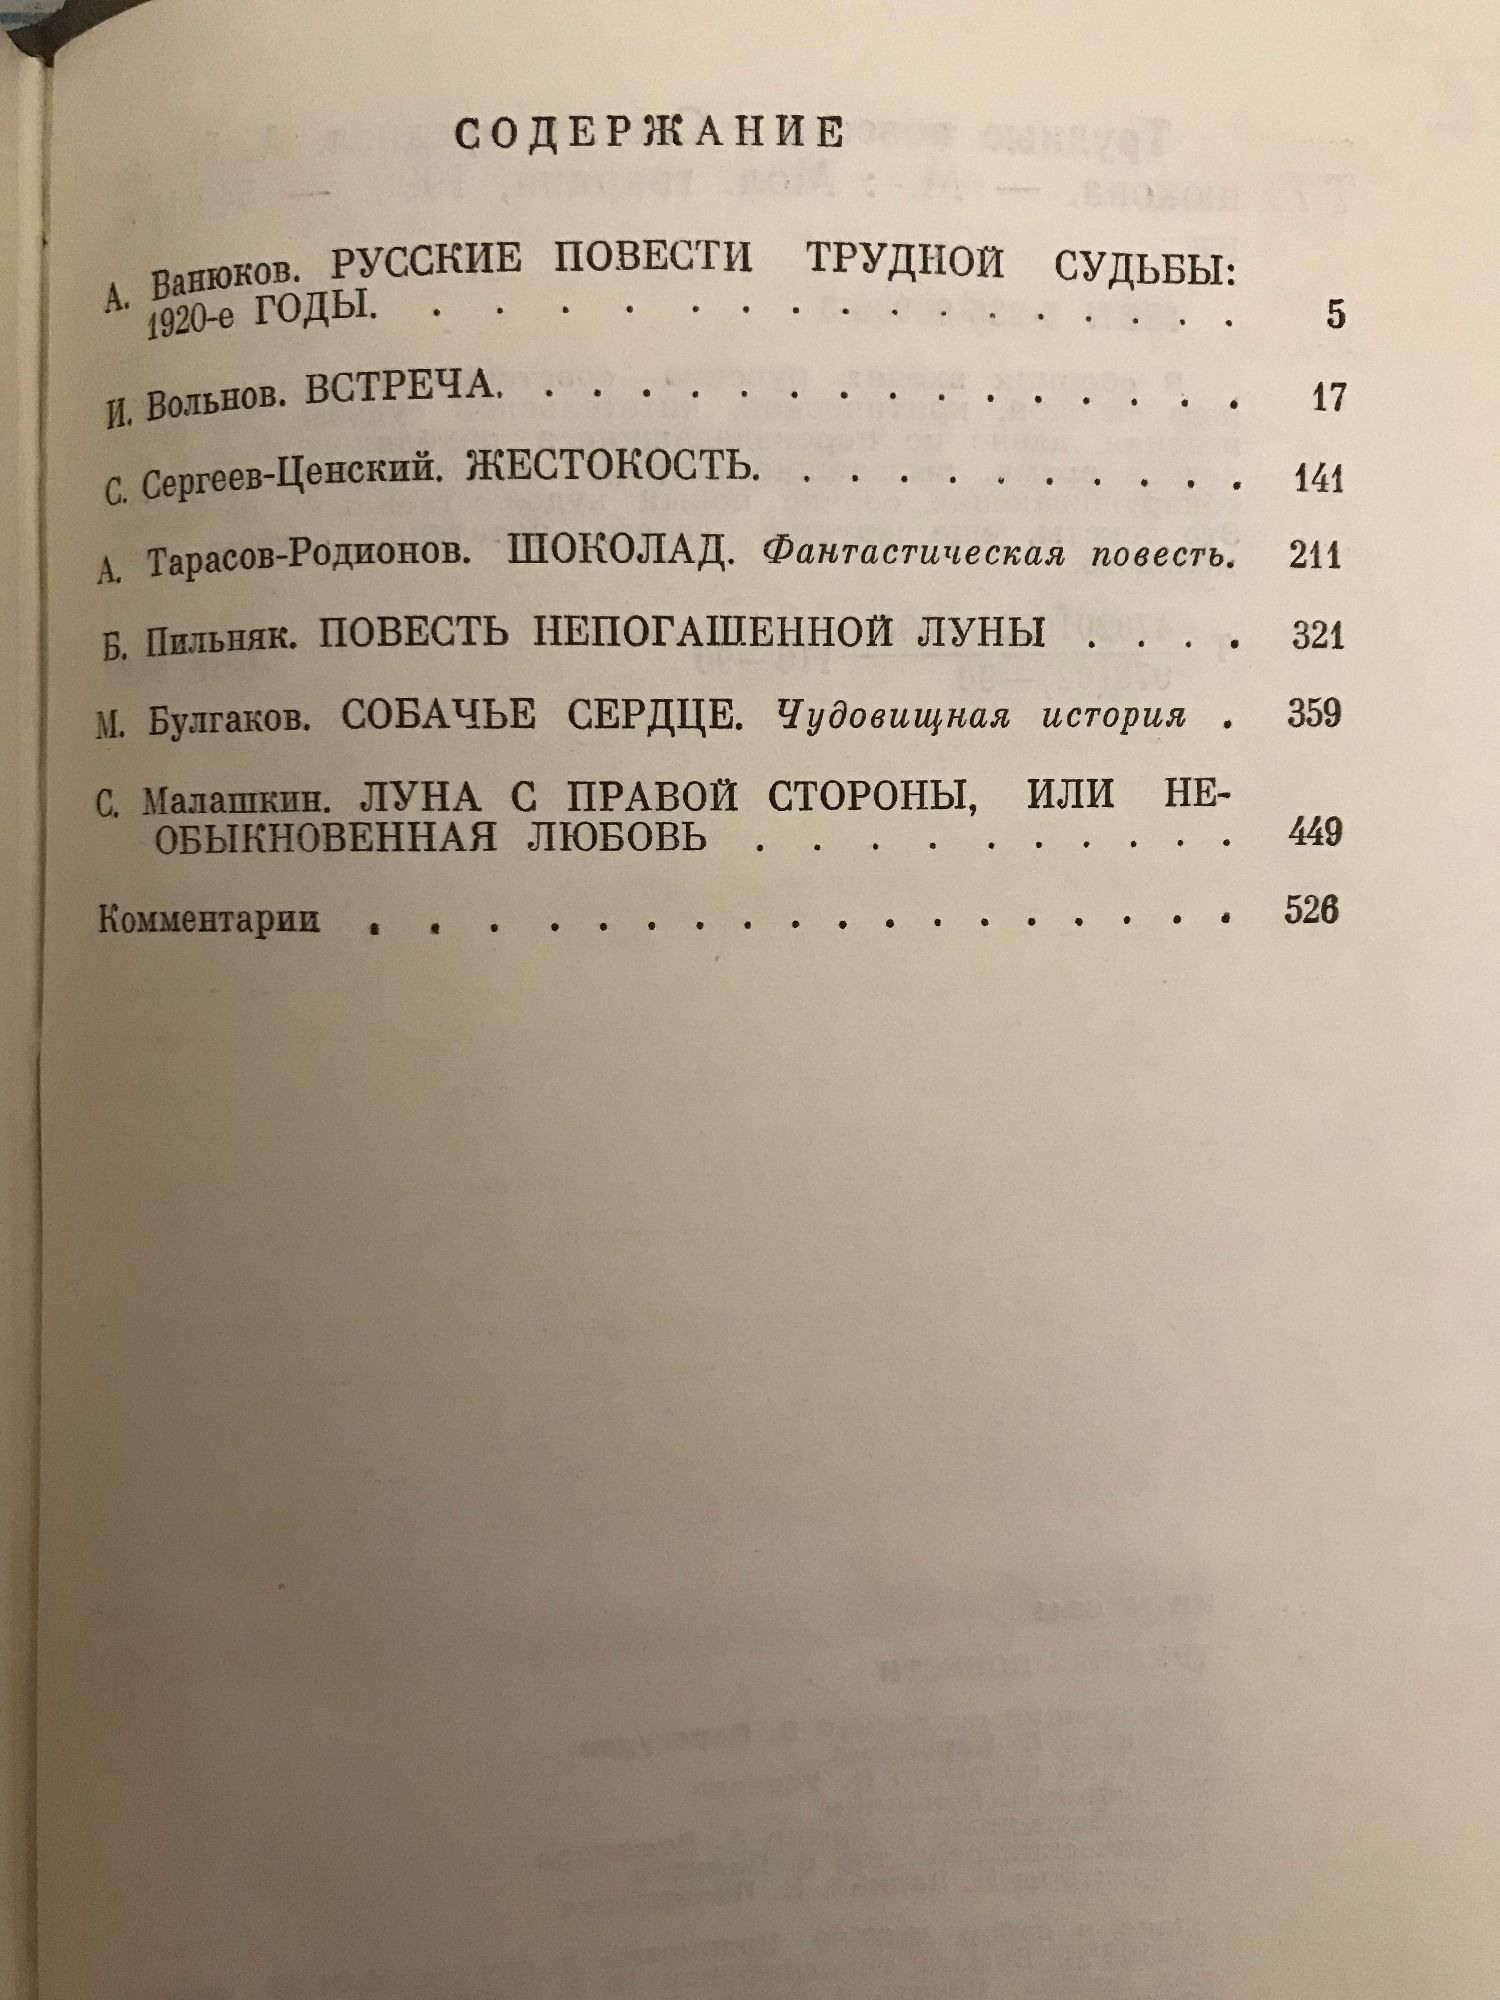 СОДЕРЖАНИЕ
А. Ванюков. РУССКИЕ ПОВЕСТИ ТРУДНОЙ СУДЬБЫ:
1920-е ГОДЫ. . . . . . . . . . . . . . . 5
И. Вольнов. ВСТРЕЧА. . . . . . . . . . . . . . . . 17
С. Сергеев-Ценский. ЖЕСТОКОСТЬ. . . . . . . . . . . 141
А. Тарасов-Родионов. ШОКОЛАД. Фантастическая повесть. 211
Б. Пильняк. ПОВЕСТЬ НЕПОГАШЕННОЙ ЛУНЫ . . . . 321
М. Булгаков. СОБАЧЬЕ СЕРДЦЕ. Чудовищная история . 359
С. Малашкин. ЛУНА С ПРАВОЙ СТОРОНЫ, ИЛИ НЕ-
ОБЫКНОВЕННАЯ ЛЮБОВЬ . . . . . . . . . 449
Комментарии . . . . . . . . . . . . . . . . . 526